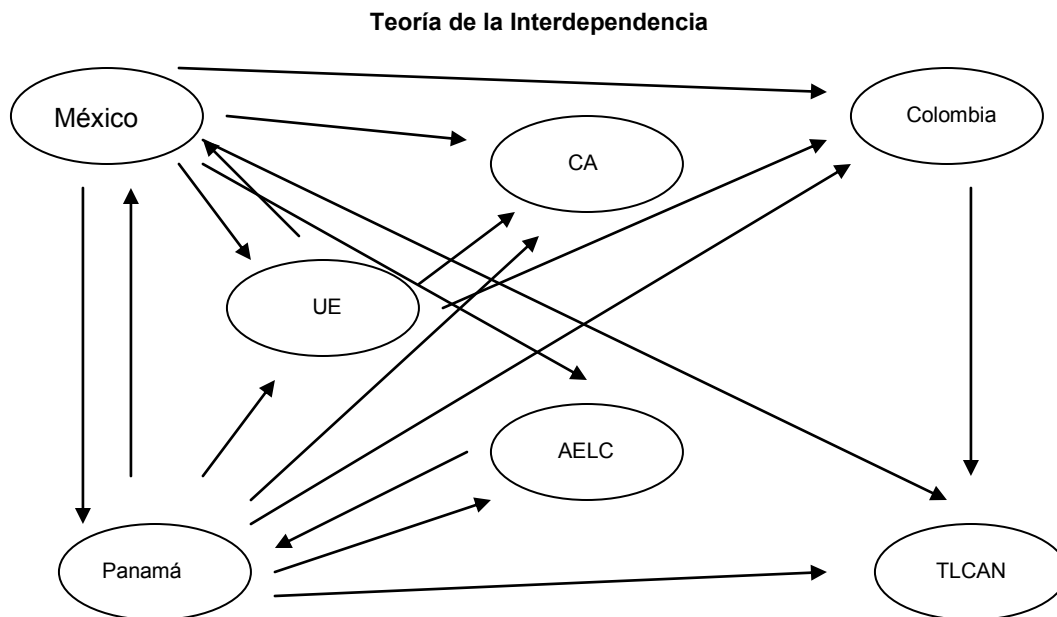 Teoría de la Interdependencia
México
Colombia
CA
UE
AELC
Panamá
TLCAN